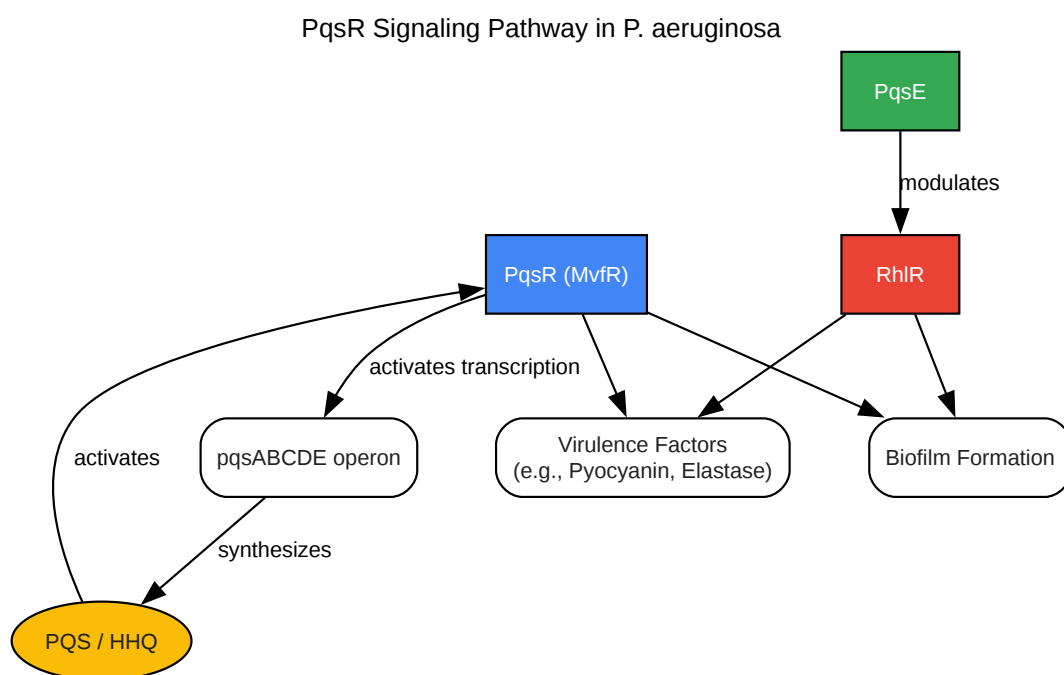 PqsR Signaling Pathway in P. aeruginosa
PqsE
modulates
PqsR (MvfR)
RhlR
activates transcription
activates
pqsABCDE operon
Virulence Factors
(e.g., Pyocyanin, Elastase)
Biofilm Formation
synthesizes
PQS / HHQ